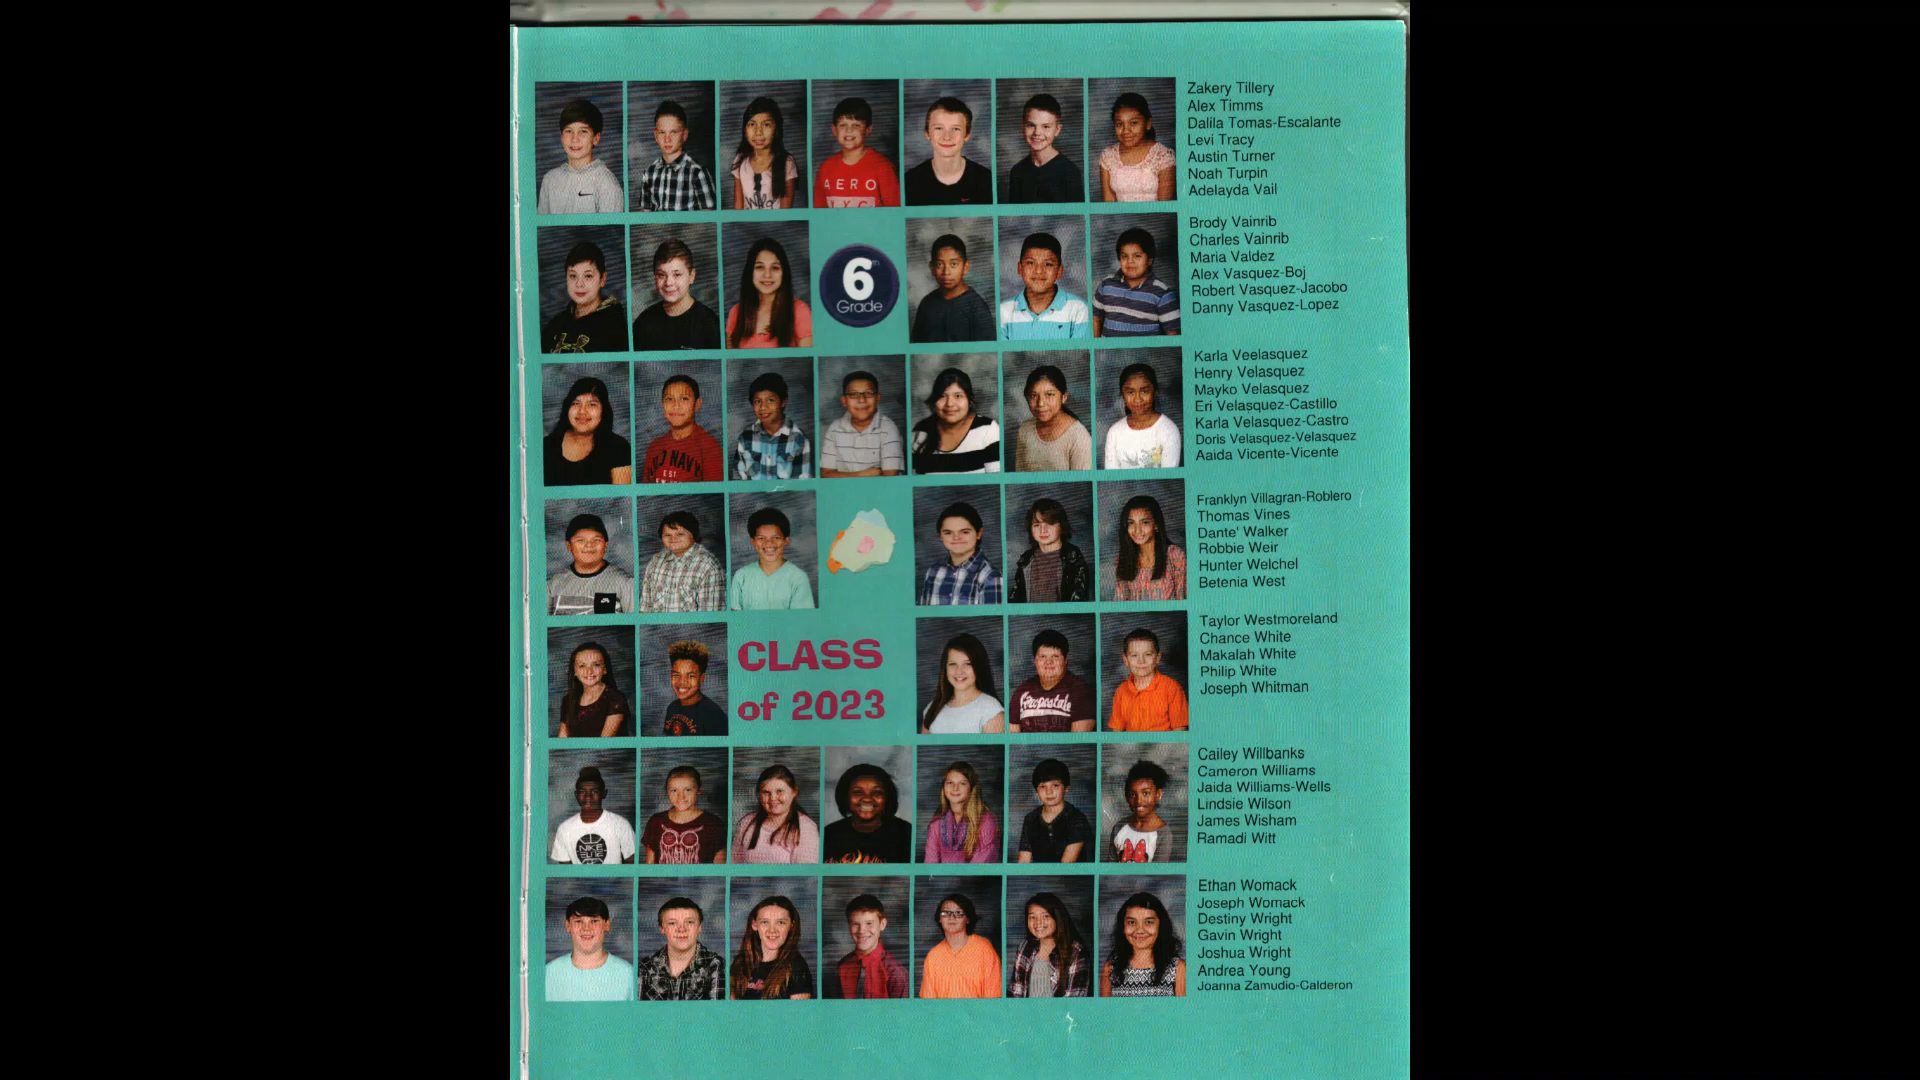 Zakery Tillery
Alex Timms
Dalila Tomas-Escalante
Levi Tracy
Austin Turner
Noah Turpin
Adelayda Vail
AERO
Brody Vainrib
Charles Vainrib
Maria Valdez
Alex Vasquez-Boj
Robert Vasquez-Jacobo
Danny Vasquez-Lopez
6
Grade
Karla Veelasquez
Henry Velasquez
Mayko Velasquez
Eri Velasquez-Castillo
Karla Velasquez-Castro
Doris Velasquez-Velasquez
Aaida Vicente-Vicente
Franklyn Villagran-Roblero
Thomas Vines
Dante' Walker
Robbie Weir
Hunter Welchel
Betenia West
CLASS
of 2023
Taylor Westmoreland
Chance White
Makalah White
Philip White
Joseph Whitman
Cailey Willbanks
Cameron Williams
Jaida Williams-Wells
Lindsie Wilson
James Wisham
Ramadi Witt
NIKE
Ethan Womack
Joseph Womack
Destiny Wright
Gavin Wright
Joshua Wright
Andrea Young
Joanna Zamudio-Calderon